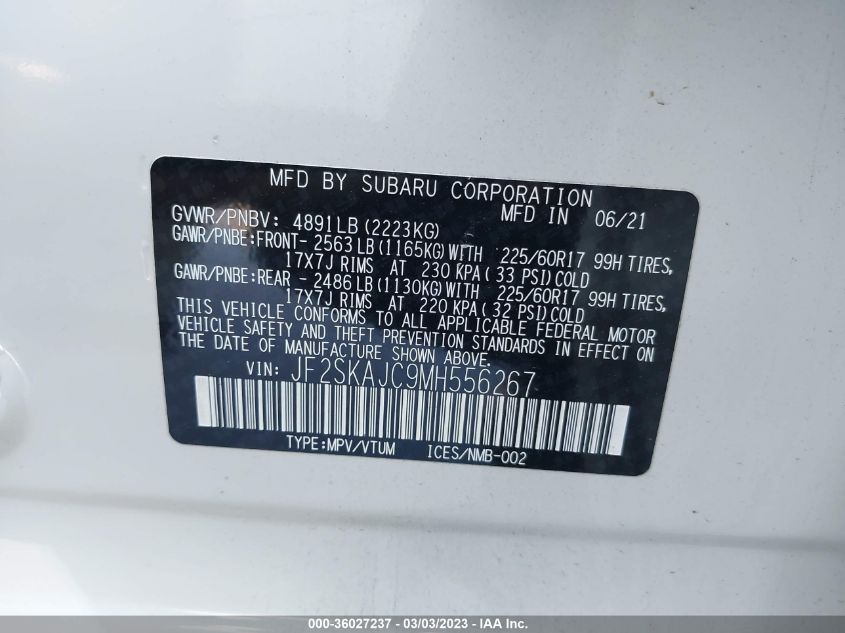 MFD BY SUBARU CORPORATION
MFD IN 06/21
GVWR/PNBV: 4891LB (2223KG)
GAWR/PNBE:FRONT- 2563 LB (1165KG) WITH 225/60R17 99H TIRES,
17X7J RIMS AT 230 KPA ( 33 PSI) COLD
GAWR/PNBE:REAR - 2486 LB (1130KG) WITH 225/60R17 99H TIRES,
17X7J RIMS AT 220 KPA ( 32 PSI) COLD
THIS VEHICLE CONFORMS TO ALL APPLICABLE FEDERAL MOTOR
VEHICLE SAFETY AND THEFT PREVENTION STANDARDS IN EFFECT ON
THE DATE OF MANUFACTURE SHOWN ABOVE.
VIN: JF2SKAJC9MH556267
TYPE:MPV/VTUM ICES/NMB-002
000-36027237 - 03/03/2023 - IAA Inc.